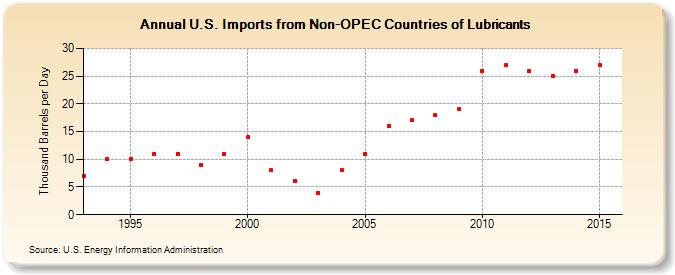 Annual U.S. Imports from Non-OPEC Countries of Lubricants
Thousand Barrels per Day
30
25
20
15
10
5
0
1995 2000 2005 2010 2015
Source: U.S. Energy Information Administration